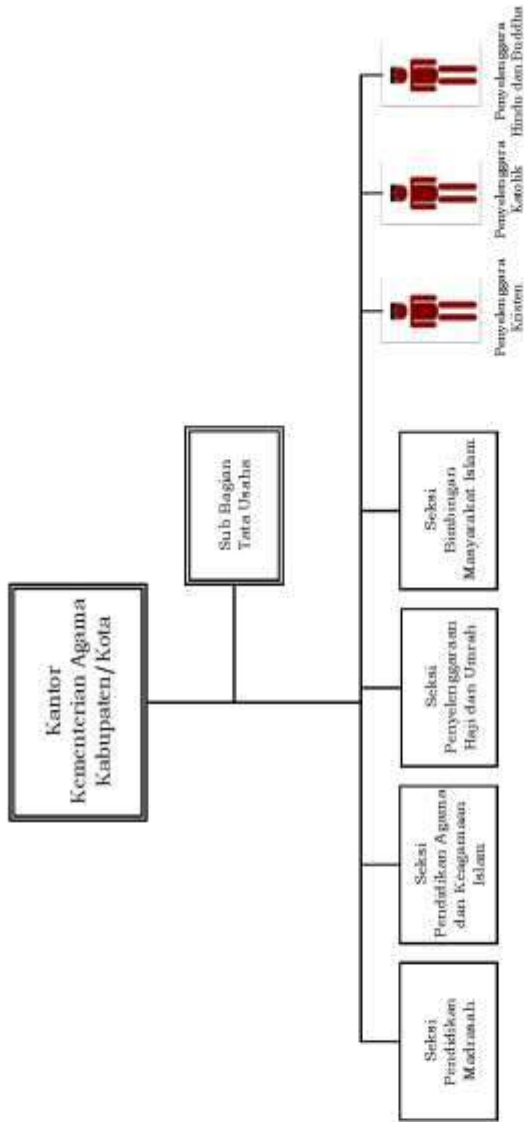 Kantor
Kementerian Agama
Kabupaten/Kota
Sub Bagian
Tata Usaha
Seksi
Pendidikan
Madrasah
Seksi
Pendidikan Agama
dan Keagamaan
Islam
Seksi
Penyelenggaraan
Haji dan Umrah
Seksi
Bimbingan
Masyarakat Islam
Penyelenggara
Kristen
Penyelenggara
Katolik
Penyelenggara
Hindu dan Buddha